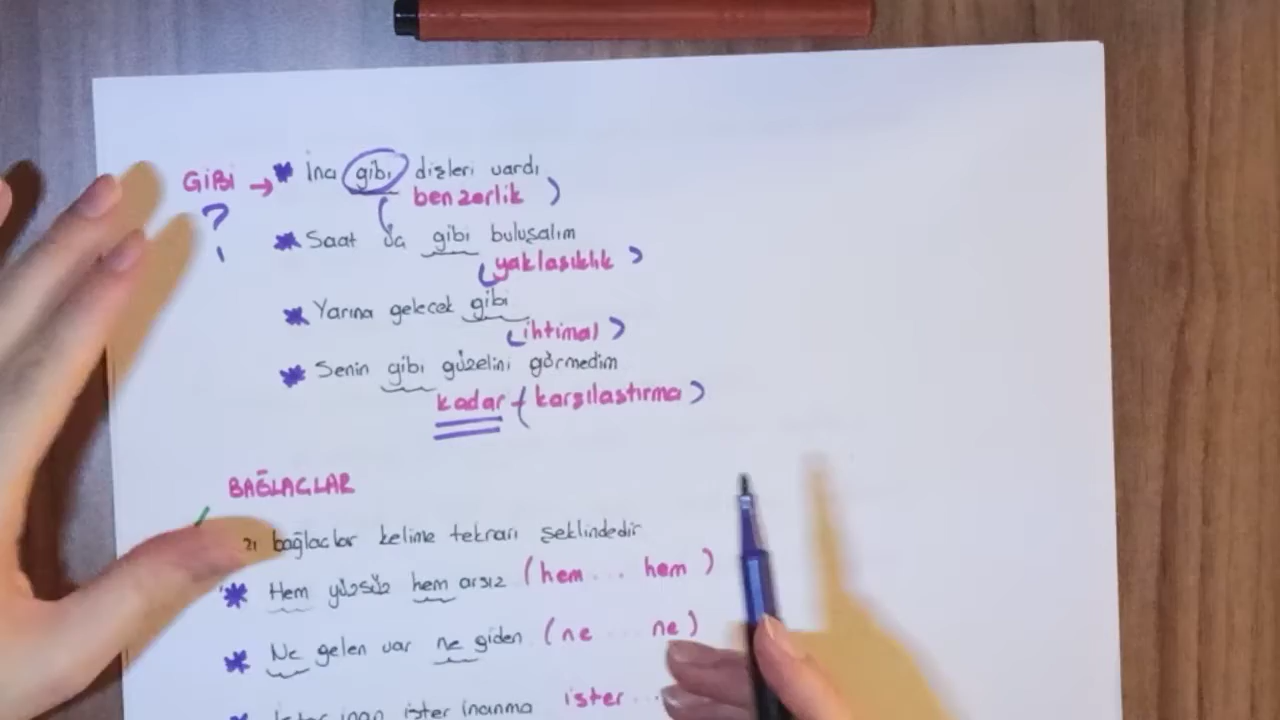 GİBİ → * İnci gibi dişleri vardı
? benzerlik )
* Saat da gibi buluşalım
(yaklaşıklık )
* Yarına gelecek gibi
(ihtimal )
* Senin gibi güzelini görmedim
kadar (karşılaştırma )
BAĞLAÇLAR
bağlaçlar kelime tekrarı şeklindedir
* Hem yüzsüz hem arsız (hem ... hem )
* Ne gelen var ne giden (ne ne)
* İster inan ister inanma ister ...